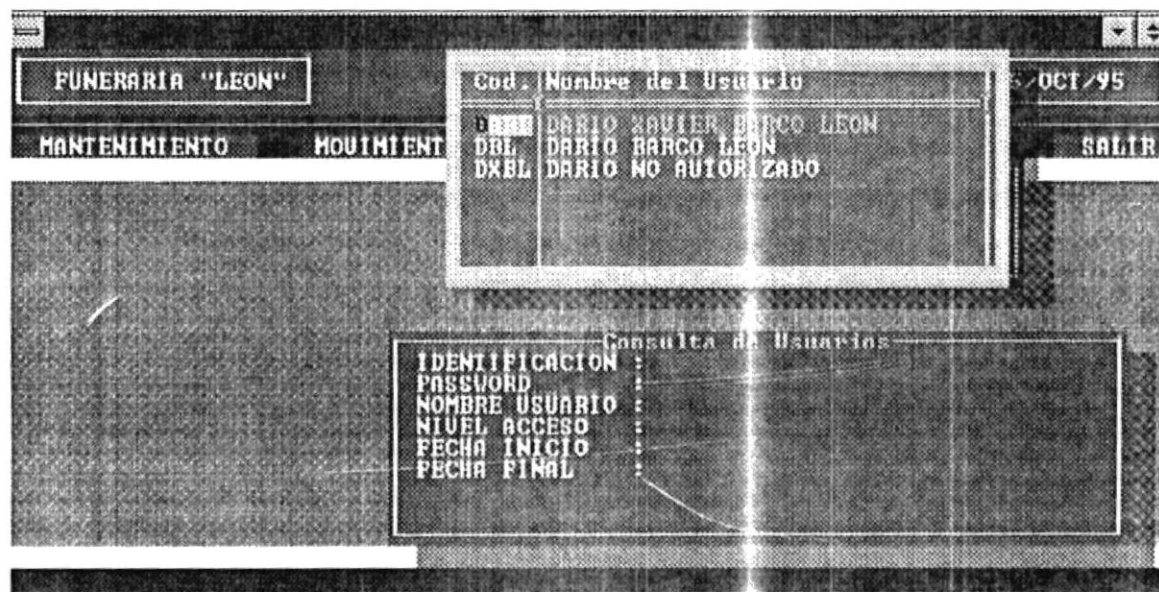 FUNERARIA "LEON"
/OCT/95
MANTENIMIENTO MOVIMIENT SALIR
Cod. Nombre del Usuario
DARIO XAVIER BARCO LEON
DBL DARIO BARCO LEON
DXBL DARIO NO AUTORIZADO
Consulta de Usuarios
IDENTIFICACION :
PASSWORD :
NOMBRE USUARIO :
NIVEL ACCESO :
FECHA INICIO :
FECHA FIÑAL :